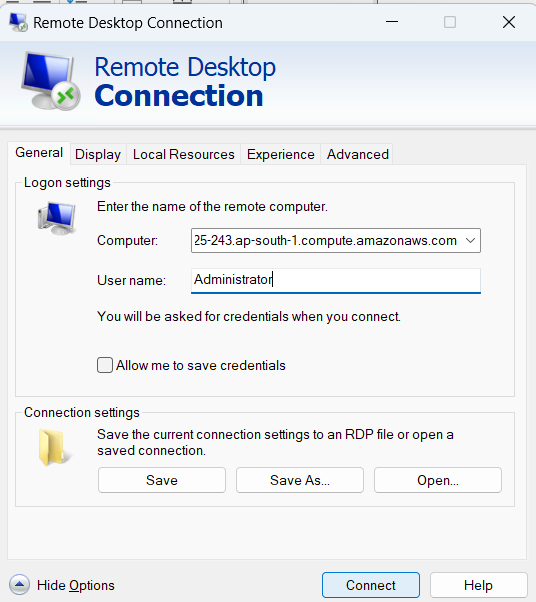 Remote Desktop Connection
Remote Desktop
Connection
General Display Local Resources Experience Advanced
Logon settings
Enter the name of the remote computer.
Computer: 25-243.ap-south-1.compute.amazonaws.com
User name: Administrator
You will be asked for credentials when you connect.
Allow me to save credentials
Connection settings
Save the current connection settings to an RDP file or open a
saved connection.
Save Save As... Open...
Hide Options Connect Help